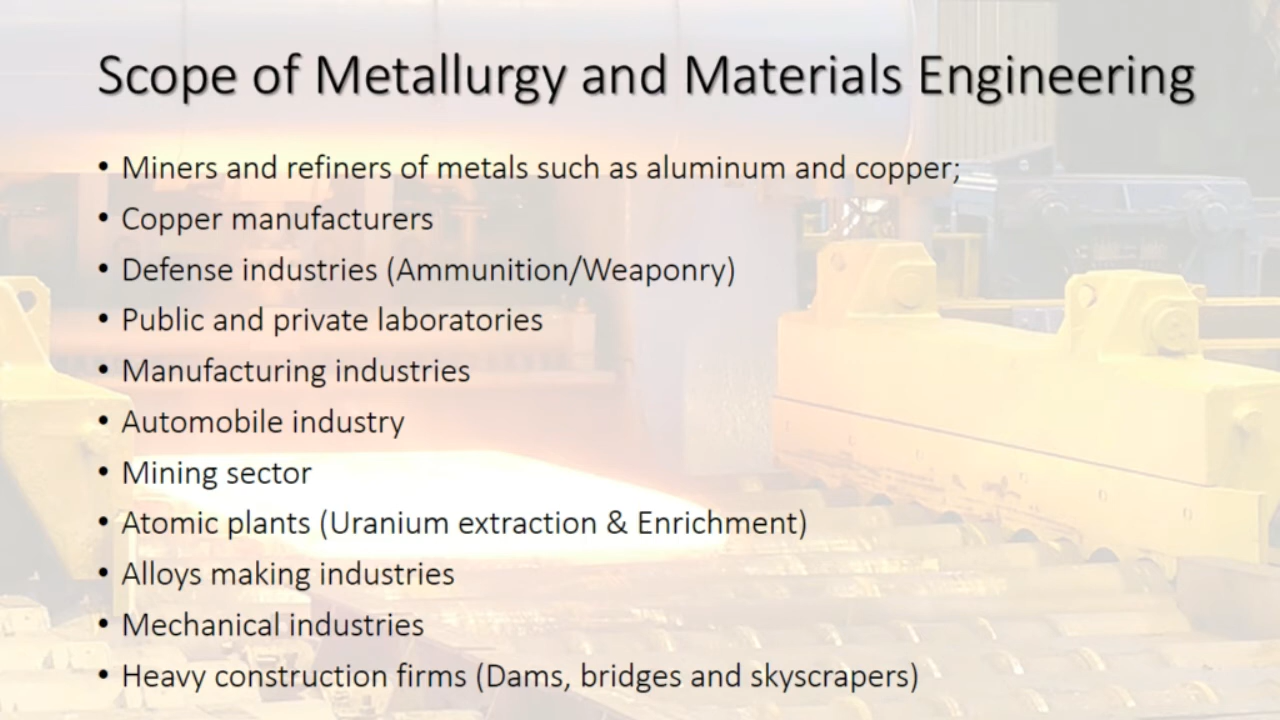 Scope of Metallurgy and Materials Engineering
• Miners and refiners of metals such as aluminum and copper;
• Copper manufacturers
• Defense industries (Ammunition/Weaponry)
• Public and private laboratories
• Manufacturing industries
• Automobile industry
• Mining sector
• Atomic plants (Uranium extraction & Enrichment)
• Alloys making industries
• Mechanical industries
• Heavy construction firms (Dams, bridges and skyscrapers)